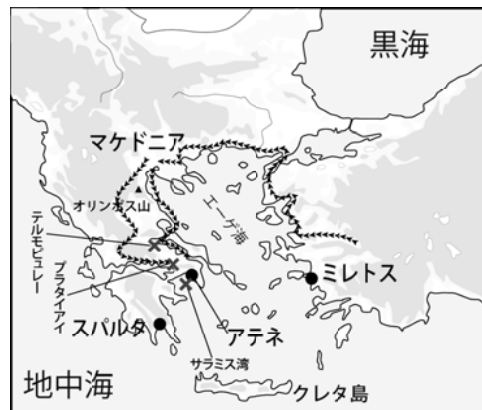 黒海
マケドニア
オリンポス山
エーゲ海
テルモピュレー
プラタイアイ
ミレトス
スパルタ
アテネ
サラミス湾
地中海
クレタ島